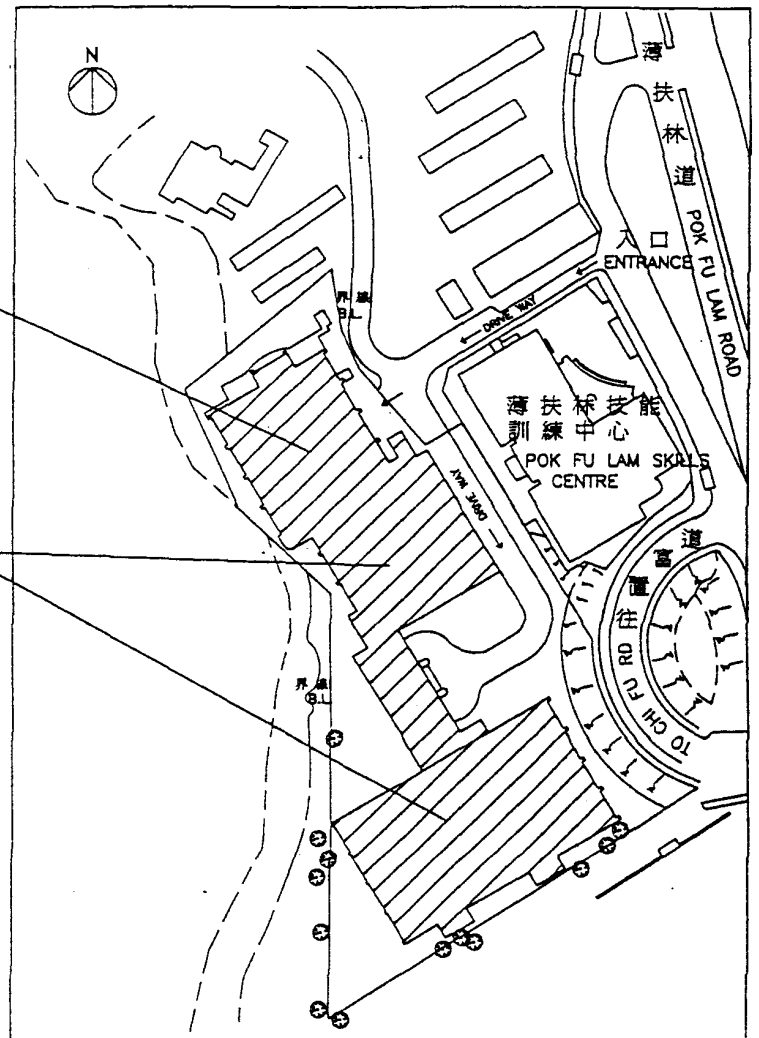 N
薄扶林道
POK FU LAM ROAD
入口
ENTRANCE
界線
B.L.
DRIVE WAY
薄扶林技能
訓練中心
POK FU LAM SKILLS
CENTRE
DRIVE WAY
往置富道
TO CHI FU RD
界線
B.L.